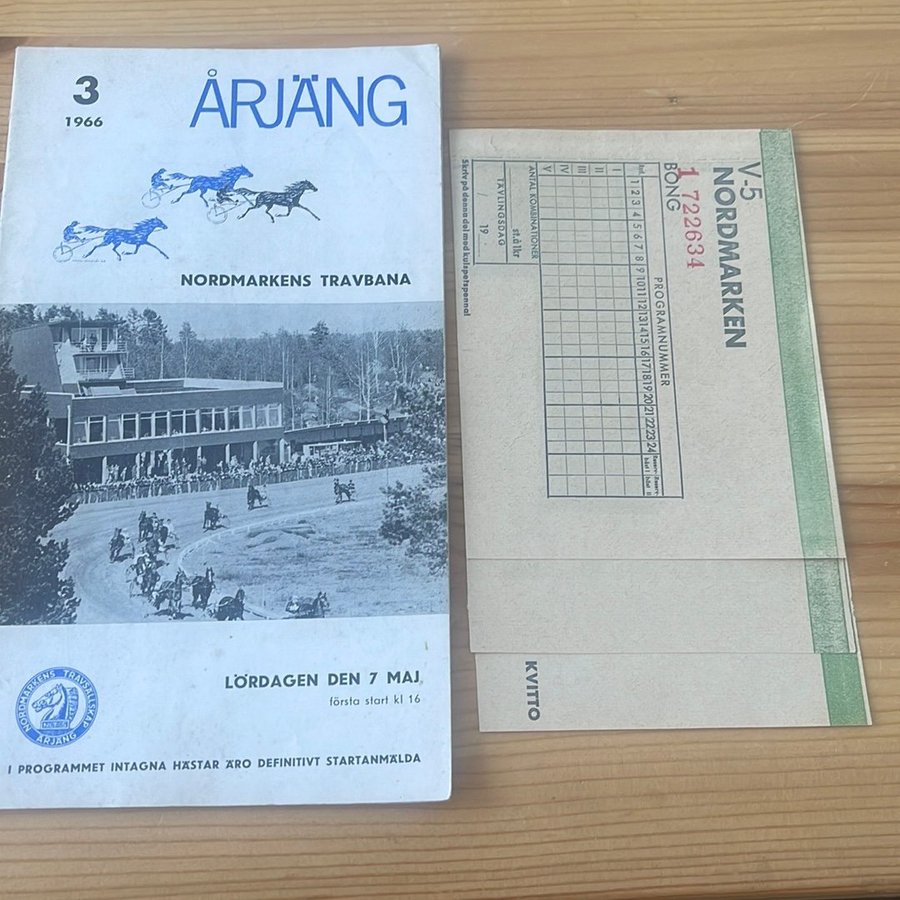 3
1966
ÅRJÄNG
NORDMARKENS TRAVBANA
LÖRDAGEN DEN 7 MAJ
första start kl 16
NORDMARKENS TRAVSÄLLSKAP
ÅRJÄNG
I PROGRAMMET INTAGNA HÄSTAR ÄRO DEFINITIVT STARTANMÄLDA
V-5
NORDMARKEN
1 722634
BONG
PROGRAMNUMMER
1 2 3 4 5 6 7 8 9 10 11 12 13 14 15 16 17 18 19 20 21 22 23 24
I
II
III
IV
V
ANTAL KOMBINATIONER
st. à 1 kr
TÄVLINGSDAG
/ 19
Skriv på denna del med kulspetspenna!
KVITTO